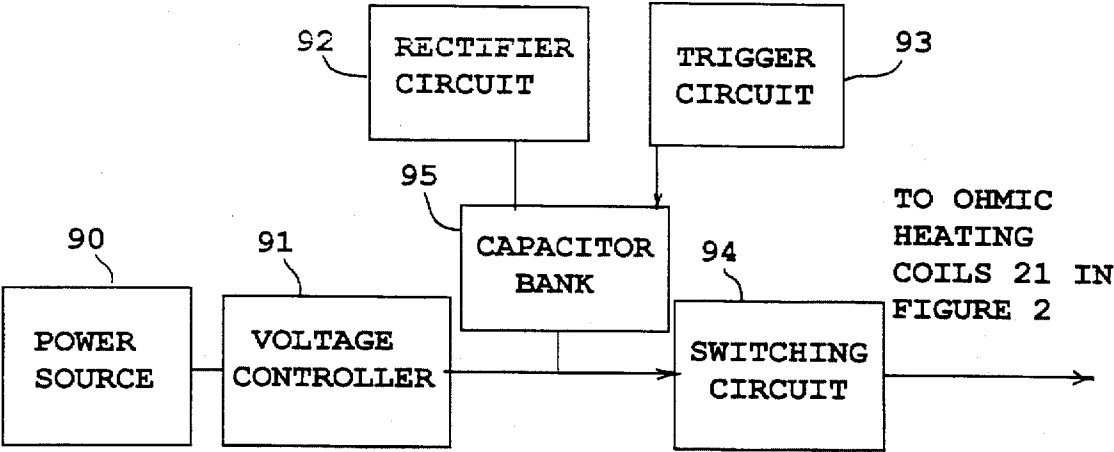 92
RECTIFIER
CIRCUIT
TRIGGER
CIRCUIT
93
95
CAPACITOR
BANK
TO OHMIC
HEATING
COILS 21 IN
FIGURE 2
90
POWER
SOURCE
91
VOLTAGE
CONTROLLER
94
SWITCHING
CIRCUIT